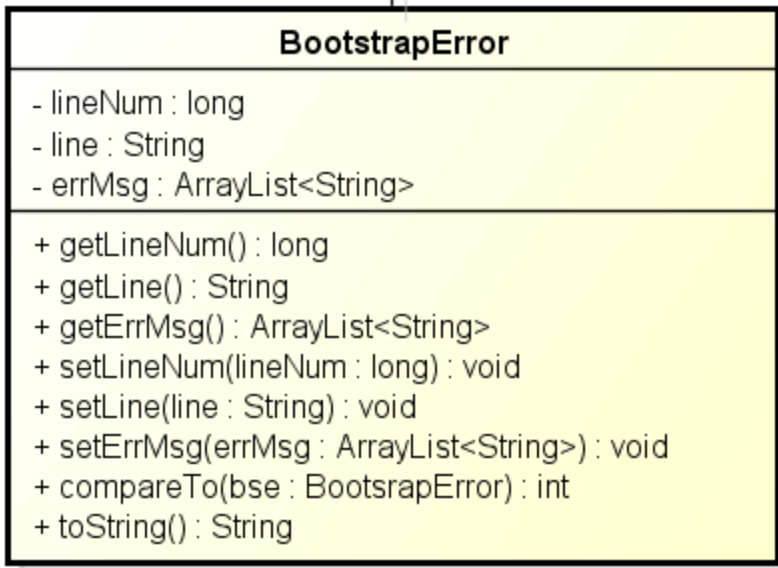 BootstrapError
- lineNum : long
- line : String
- errMsg : ArrayList<String>
+ getLineNum() : long
+ getLine() : String
+ getErrMsg() : ArrayList<String>
+ setLineNum(lineNum : long) : void
+ setLine(line : String) : void
+ setErrMsg(errMsg : ArrayList<String>) : void
+ compareTo(bse : BootsrapError) : int
+ toString() : String